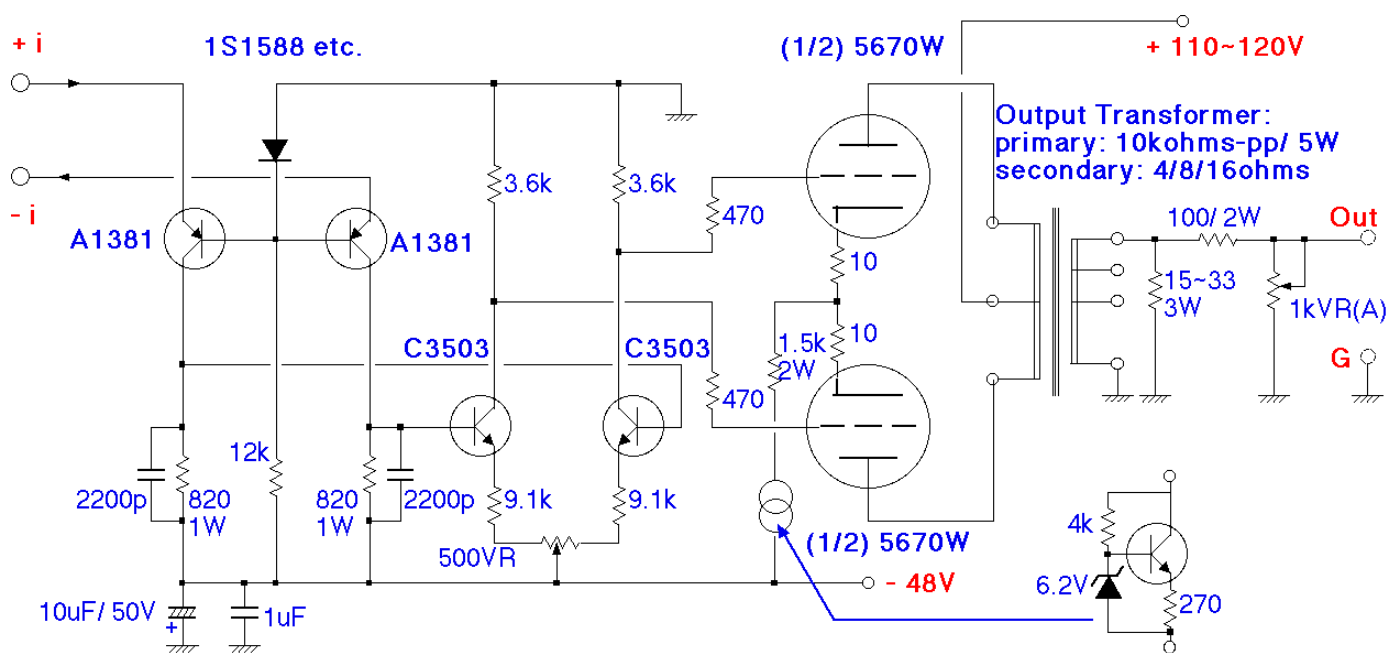 + i
1S1588 etc.
(1/2) 5670W
+ 110~120V
Output Transformer:
primary: 10kohms-pp/ 5W
secondary: 4/8/16ohms
- i
3.6k
3.6k
470
A1381
A1381
10
100/ 2W
Out
15~33
3W
1kVR(A)
C3503
C3503
1.5k
2W
10
470
G
12k
2200p
820
1W
820
1W
2200p
9.1k
9.1k
500VR
(1/2) 5670W
4k
6.2V
270
- 48V
10uF/ 50V
+
1uF